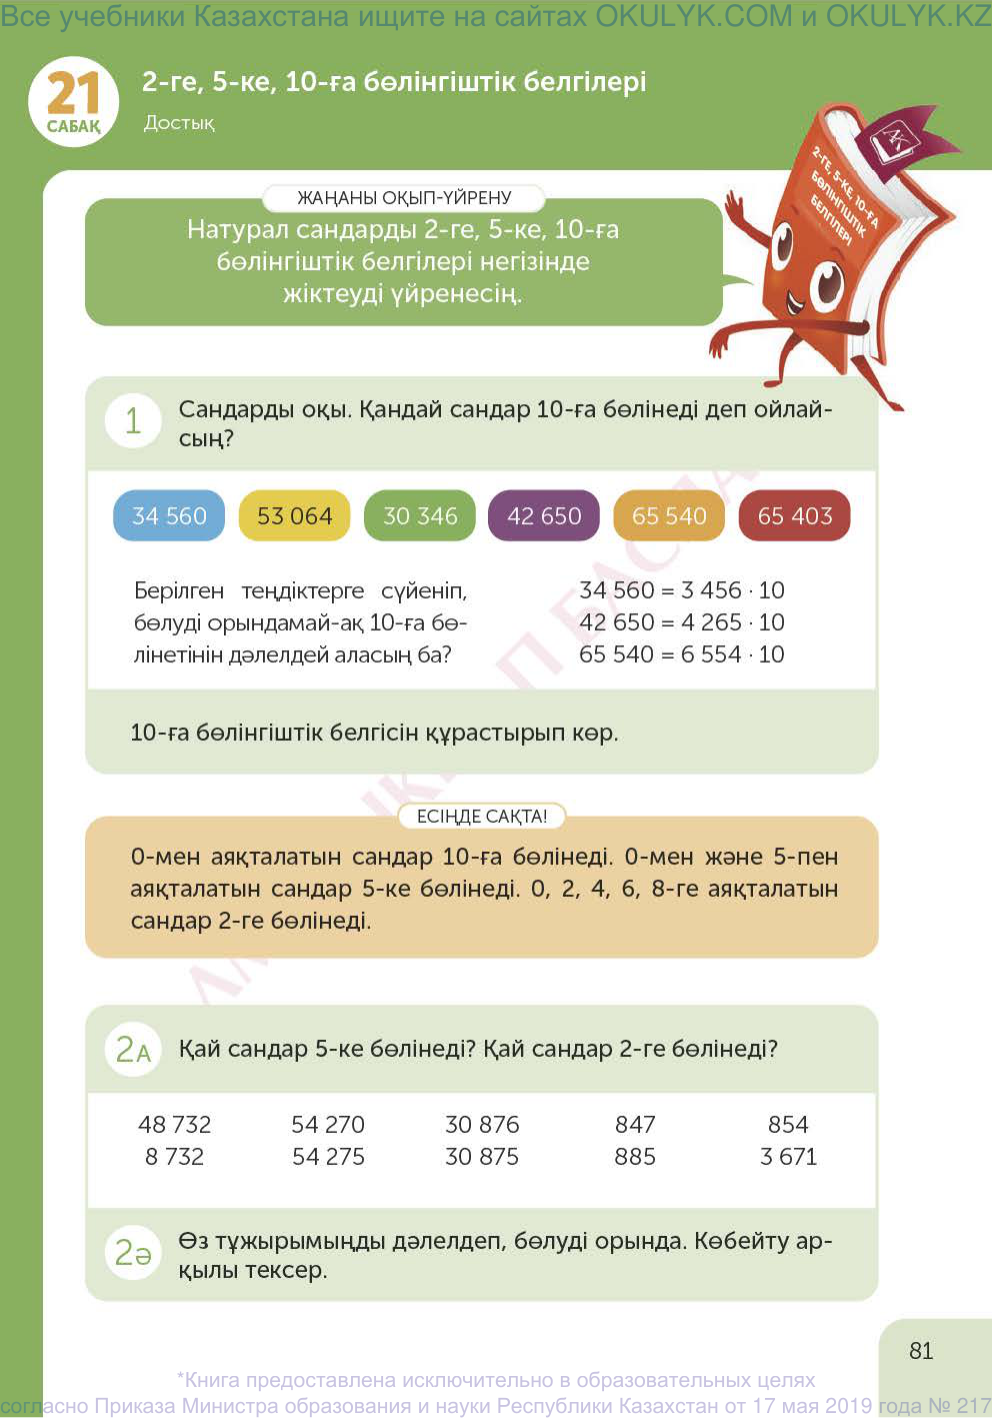 Все учебники Казахстана ищите на сайтах OKULYK.COM и OKULYK.KZ
21
САБАҚ
2-ге, 5-ке, 10-ға бөлінгіштік белгілері
Достық
АК
2-ГЕ, 5-КЕ, 10-ҒА
БӨЛІНГІШТІК
БЕЛГІЛЕРІ
ЖАҢАНЫ ОҚЫП-ҮЙРЕНУ
Натурал сандарды 2-ге, 5-ке, 10-ға
бөлінгіштік белгілері негізінде
жіктеуді үйренесің.
1
Сандарды оқы. Қандай сандар 10-ға бөлінеді деп ойлай-
сың?
34 560 53 064 30 346 42 650 65 540 65 403
Берілген теңдіктерге сүйеніп,
бөлуді орындамай-ақ 10-ға бө-
лінетінін дәлелдей аласың ба?
34 560 = 3 456 · 10
42 650 = 4 265 · 10
65 540 = 6 554 · 10
10-ға бөлінгіштік белгісін құрастырып көр.
ЕСІҢДЕ САҚТА!
0-мен аяқталатын сандар 10-ға бөлінеді. 0-мен және 5-пен
аяқталатын сандар 5-ке бөлінеді. 0, 2, 4, 6, 8-ге аяқталатын
сандар 2-ге бөлінеді.
2А
Қай сандар 5-ке бөлінеді? Қай сандар 2-ге бөлінеді?
48 732 54 270 30 876 847 854
8 732 54 275 30 875 885 3 671
2ә
Өз тұжырымыңды дәлелдеп, бөлуді орында. Көбейту ар-
қылы тексер.
81
*Книга предоставлена исключительно в образовательных целях
согласно Приказа Министра образования и науки Республики Казахстан от 17 мая 2019 года № 217